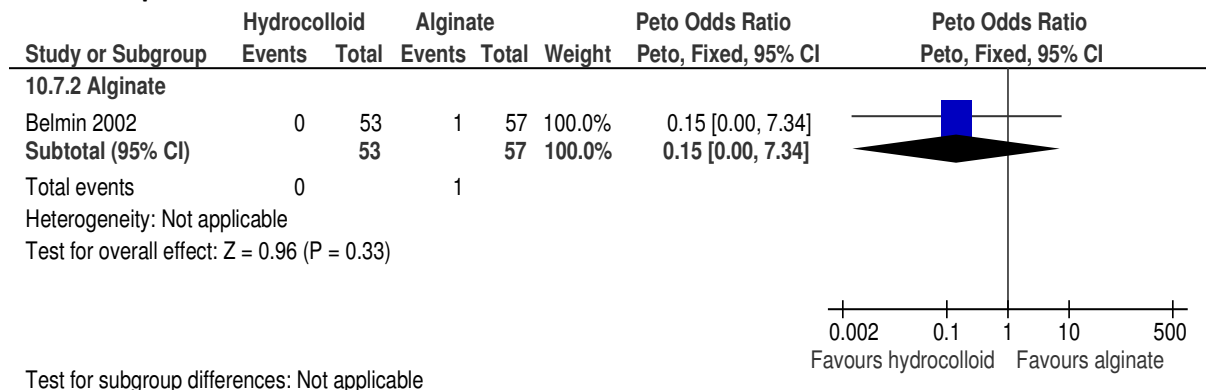 Hydrocolloid Alginate Peto Odds Ratio Peto Odds Ratio
Study or Subgroup Events Total Events Total Weight Peto, Fixed, 95% CI Peto, Fixed, 95% CI
10.7.2 Alginate
Belmin 2002 0 53 1 57 100.0% 0.15 [0.00, 7.34]
Subtotal (95% CI) 53 57 100.0% 0.15 [0.00, 7.34]
Total events 0 1
Heterogeneity: Not applicable
Test for overall effect: Z = 0.96 (P = 0.33)
0.002 0.1 1 10 500
Favours hydrocolloid Favours alginate
Test for subgroup differences: Not applicable